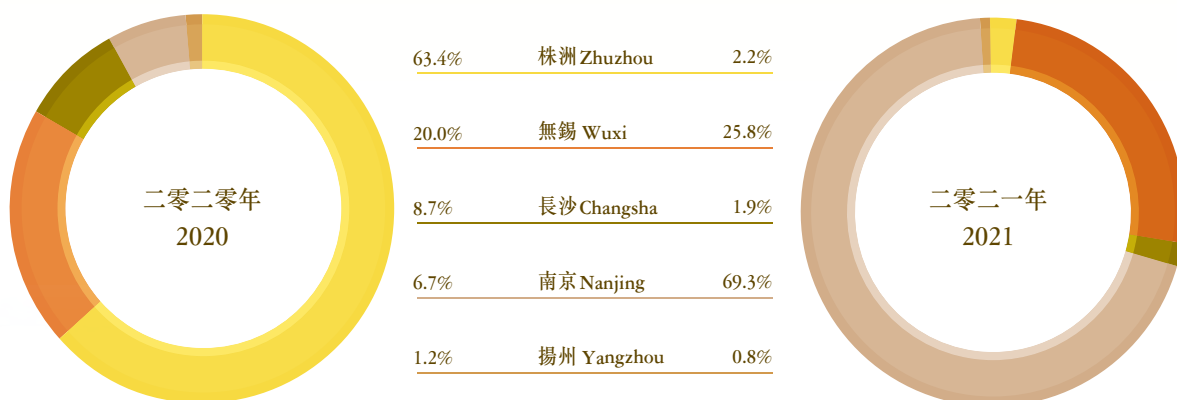 二零二零年
2020
63.4% 株洲 Zhuzhou 2.2%
20.0% 無錫 Wuxi 25.8%
8.7% 長沙 Changsha 1.9%
6.7% 南京 Nanjing 69.3%
1.2% 揚州 Yangzhou 0.8%
二零二一年
2021